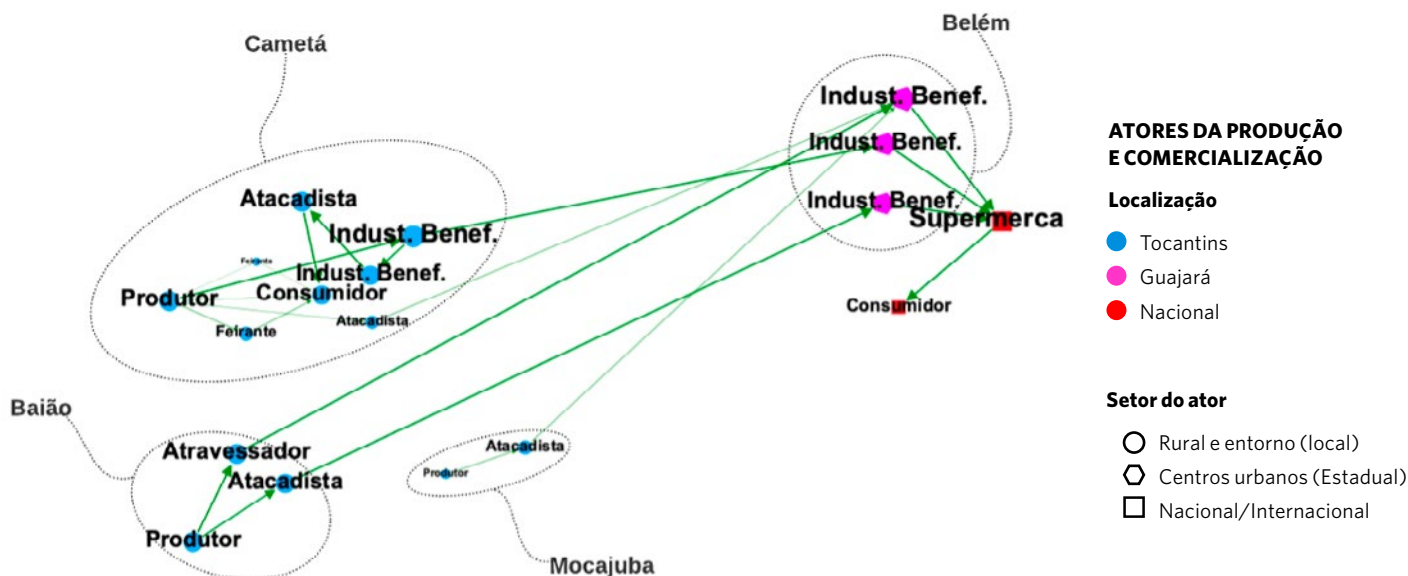 Cametá
Belém
Indust. Benef.
Indust. Benef.
Indust. Benef.
Supermerca
Consumidor
Atacadista
Indust. Benef.
Feirante
Indust. Benef.
Produtor
Consumidor
Feirante
Atacadista
Baião
Atravessador
Atacadista
Produtor
Atacadista
Produtor
Mocajuba
ATORES DA PRODUÇÃO
E COMERCIALIZAÇÃO
Localização
Tocantins
Guajará
Nacional
Setor do ator
Rural e entorno (local)
Centros urbanos (Estadual)
Nacional/Internacional